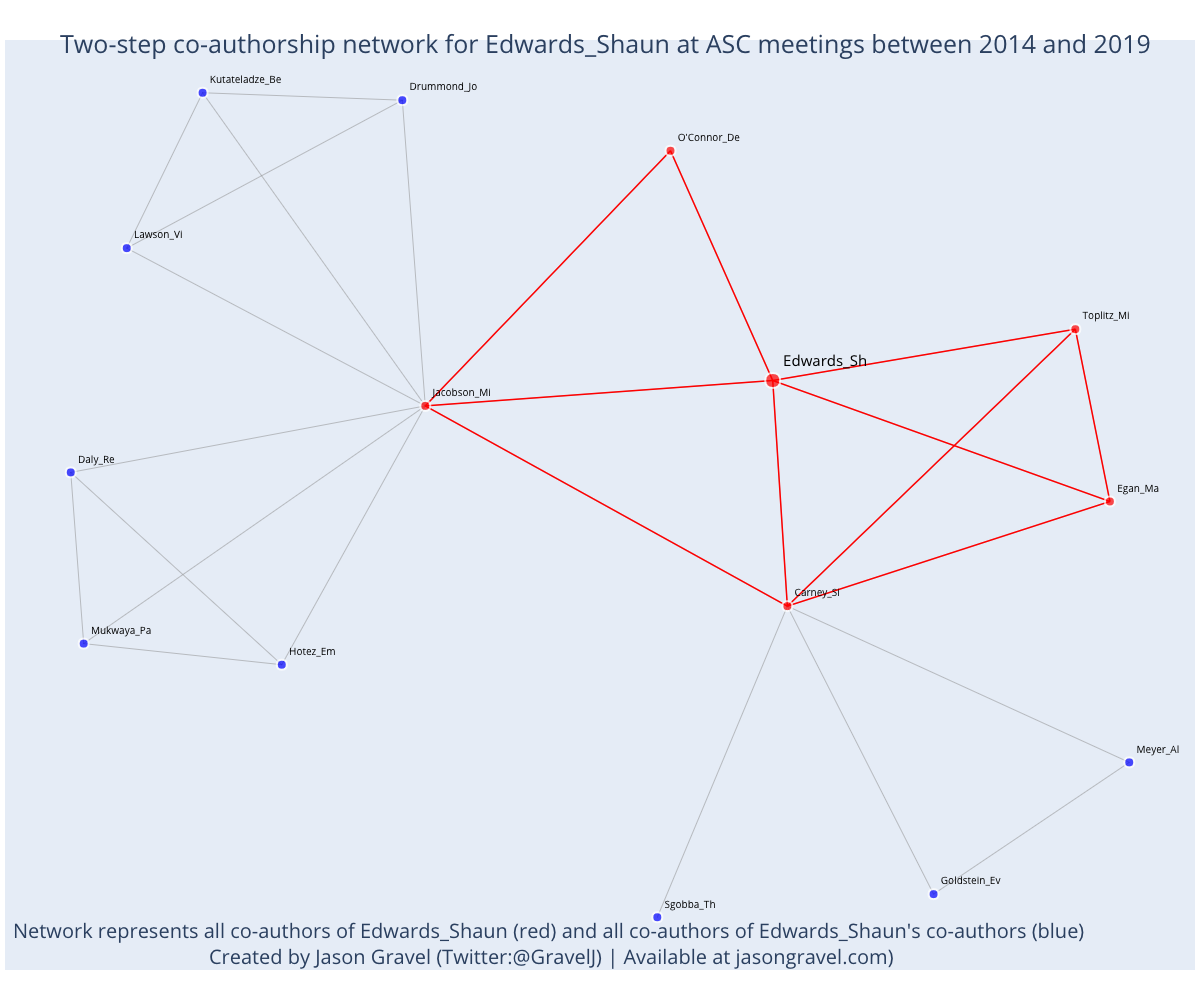 Two-step co-authorship network for Edwards_Shaun at ASC meetings between 2014 and 2019
Kutateladze_Be
Drummond_Jo
O'Connor_De
Lawson_Vi
Toplitz_Mi
Edwards_Sh
Jacobson_Mi
Daly_Re
Egan_Ma
Carney_Si
Mukwaya_Pa
Hotez_Em
Meyer_Al
Goldstein_Ev
Sgobba_Th
Network represents all co-authors of Edwards_Shaun (red) and all co-authors of Edwards_Shaun's co-authors (blue)
Created by Jason Gravel (Twitter:@GravelJ) | Available at jasongravel.com)